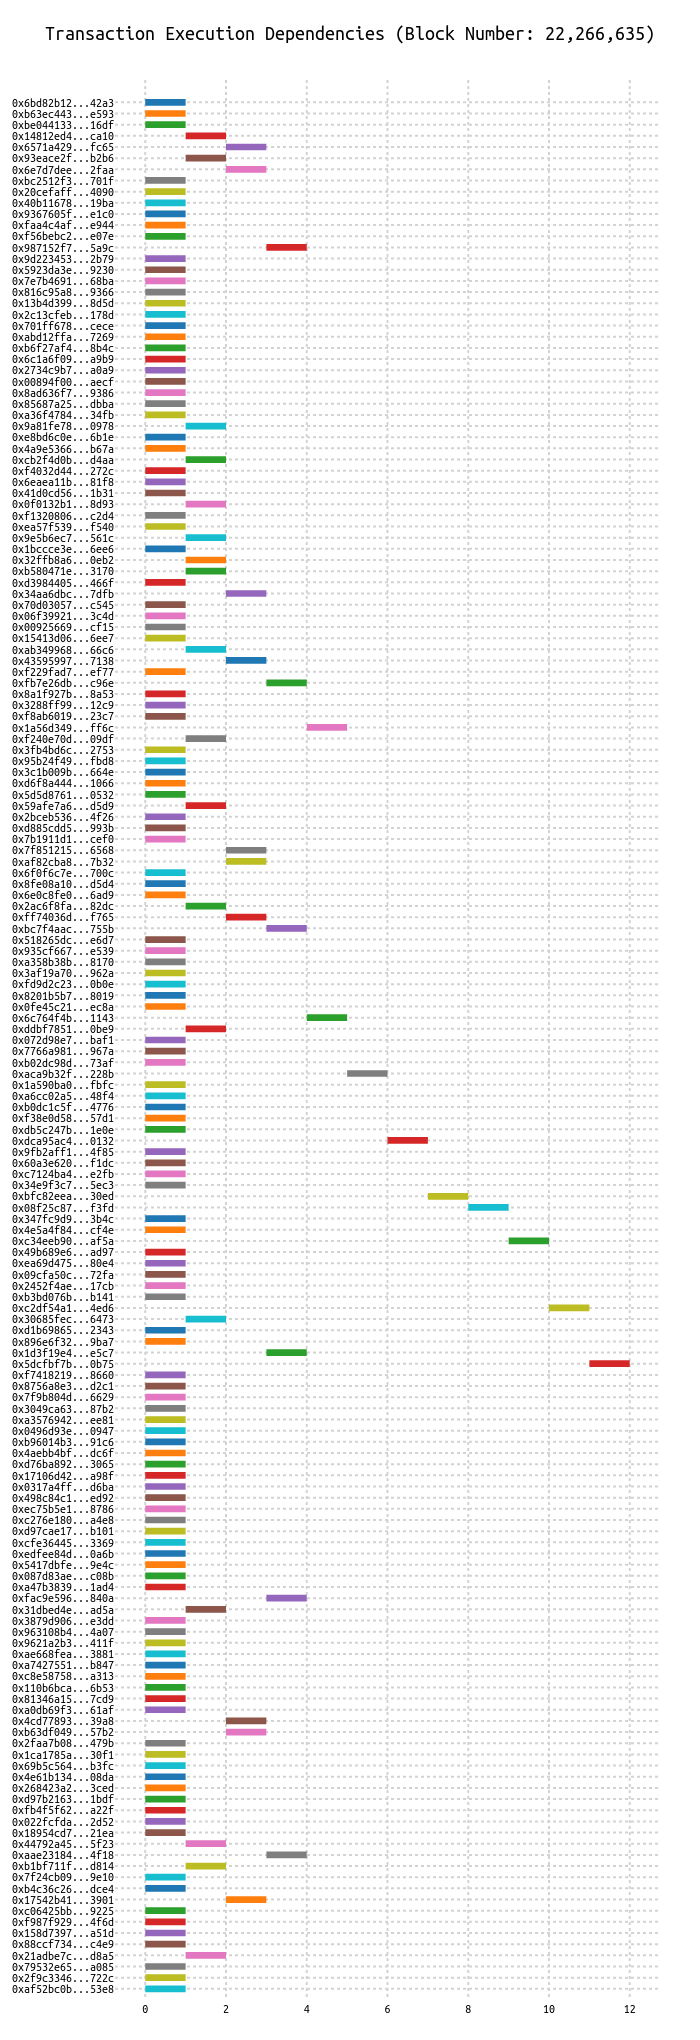 Transaction Execution Dependencies (Block Number: 22,266,635)
0x6bd82b12...42a3
0xb63ec443...e593
0xbe044133...16df
0x14812ed4...ca10
0x6571a429...fc65
0x93eace2f...b2b6
0x6e7d7dee...2faa
0xbc2512f3...701f
0x20cefaff...4090
0x40b11678...19ba
0x9367605f...e1c0
0xfaa4c4af...e944
0xf56bebc2...e07e
0x987152f7...5a9c
0x9d223453...2b79
0x5923da3e...9230
0x7e7b4691...68ba
0x816c95a8...9366
0x13b4d399...8d5d
0x2c13cfeb...178d
0x701ff678...cece
0xabd12ffa...7269
0xb6f27af4...8b4c
0x6c1a6f09...a9b9
0x2734c9b7...a0a9
0x00894f00...aecf
0x8ad636f7...9386
0x85687a25...dbba
0xa36f4784...34fb
0x9a81fe78...0978
0xe8bd6c0e...6b1e
0x4a9e5366...b67a
0xcb2f4d0b...d4aa
0xf4032d44...272c
0x6eaea11b...81f8
0x41d0cd56...1b31
0x0f0132b1...8d93
0xf1320806...c2d4
0xea57f539...f540
0x9e5b6ec7...561c
0x1bccce3e...6ee6
0x32ffb8a6...0eb2
0xb580471e...3170
0xd3984405...466f
0x34aa6dbc...7dfb
0x70d03057...c545
0x06f39921...3c4d
0x00925669...cf15
0x15413d06...6ee7
0xab349968...66c6
0x43595997...7138
0xf229fad7...ef77
0xfb7e26db...c96e
0x8a1f927b...8a53
0x3288ff99...12c9
0xf8ab6019...23c7
0x1a56d349...ff6c
0xf240e70d...09df
0x3fb4bd6c...2753
0x95b24f49...fbd8
0x3c1b009b...664e
0xd6f8a444...1066
0x5d5d8761...0532
0x59afe7a6...d5d9
0x2bceb536...4f26
0xd885cdd5...993b
0x7b1911d1...cef0
0x7f851215...6568
0xaf82cba8...7b32
0x6f0f6c7e...700c
0x8fe08a10...d5d4
0x6e0c8fe0...6ad9
0x2ac6f8fa...82dc
0xff74036d...f765
0xbc7f4aac...755b
0x518265dc...e6d7
0x935cf667...e539
0xa358b38b...8170
0x3af19a70...962a
0xfd9d2c23...0b0e
0x8201b5b7...8019
0x0fe45c21...ec8a
0x6c764f4b...1143
0xddbf7851...0be9
0x072d98e7...baf1
0x7766a981...967a
0xb02dc98d...73af
0xaca9b32f...228b
0x1a590ba0...fbfc
0xa6cc02a5...48f4
0xb0dc1c5f...4776
0xf38e0d58...57d1
0xdb5c247b...1e0e
0xdca95ac4...0132
0x9fb2aff1...4f85
0x60a3e620...f1dc
0xc7124ba4...e2fb
0x34e9f3c7...5ec3
0xbfc82eea...30ed
0x08f25c87...f3fd
0x347fc9d9...3b4c
0x4e5a4f84...cf4e
0xc34eeb90...af5a
0x49b689e6...ad97
0xea69d475...80e4
0x09cfa50c...72fa
0x2452f4ae...17cb
0xb3bd076b...b141
0xc2df54a1...4ed6
0x30685fec...6473
0xd1b69865...2343
0x896e6f32...9ba7
0x1d3f19e4...e5c7
0x5dcfbf7b...0b75
0xf7418219...8660
0x8756a8e3...d2c1
0x7f9b804d...6629
0x3049ca63...87b2
0xa3576942...ee81
0x0496d93e...0947
0xb96014b3...91c6
0x4aebb4bf...dc6f
0xd76ba892...3065
0x17106d42...a98f
0x0317a4ff...d6ba
0x498c84c1...ed92
0xec75b5e1...8786
0xc276e180...a4e8
0xd97cae17...b101
0xcfe36445...3369
0xedfee84d...0a6b
0x5417dbfe...9e4c
0x087d83ae...c08b
0xa47b3839...1ad4
0xfac9e596...840a
0x31dbed4e...ad5a
0x3879d906...e3dd
0x963108b4...4a07
0x9621a2b3...411f
0xae668fea...3881
0xa7427551...b847
0xc8e58758...a313
0x110b6bca...6b53
0x81346a15...7cd9
0xa0db69f3...61af
0x4cd77893...39a8
0xb63df049...57b2
0x2faa7b08...479b
0x1ca1785a...30f1
0x69b5c564...b3fc
0x4e61b134...08da
0x268423a2...3ced
0xd97b2163...1bdf
0xfb4f5f62...a22f
0x022fcfda...2d52
0x18954cd7...21ea
0x44792a45...5f23
0xaae23184...4f18
0xb1bf711f...d814
0x7f24cb09...9e10
0xb4c36c26...dce4
0x17542b41...3901
0xc06425bb...9225
0xf987f929...4f6d
0x158d7397...a51d
0x88ccf734...c4e9
0x21adbe7c...d8a5
0x79532e65...a085
0x2f9c3346...722c
0xaf52bc0b...53e8
0 2 4 6 8 10 12